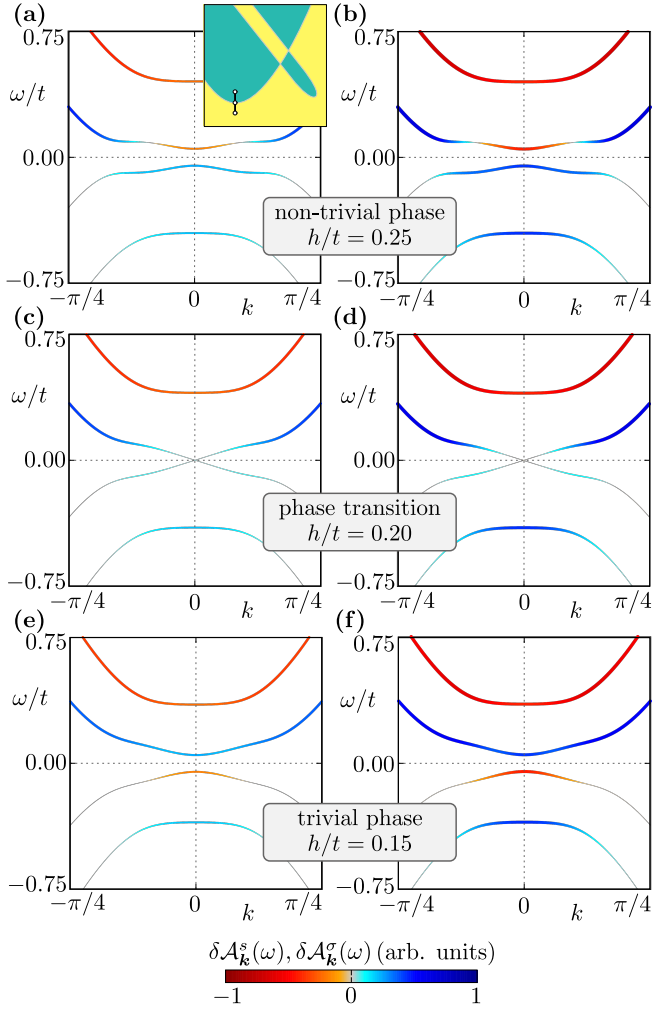 (a)
(b)
0.75
ω/t
0.00
−0.75
−π/4
0
k
π/4
0.75
ω/t
0.00
−0.75
−π/4
0
k
π/4
non-trivial phase
h/t = 0.25
(c)
(d)
0.75
ω/t
0.00
−0.75
−π/4
0
k
π/4
0.75
ω/t
0.00
−0.75
−π/4
0
k
π/4
phase transition
h/t = 0.20
(e)
(f)
0.75
ω/t
0.00
−0.75
−π/4
0
k
π/4
0.75
ω/t
0.00
−0.75
−π/4
0
k
π/4
trivial phase
h/t = 0.15
δ𝒜ˢₖ(ω), δ𝒜^σₖ(ω) (arb. units)
−1
0
1